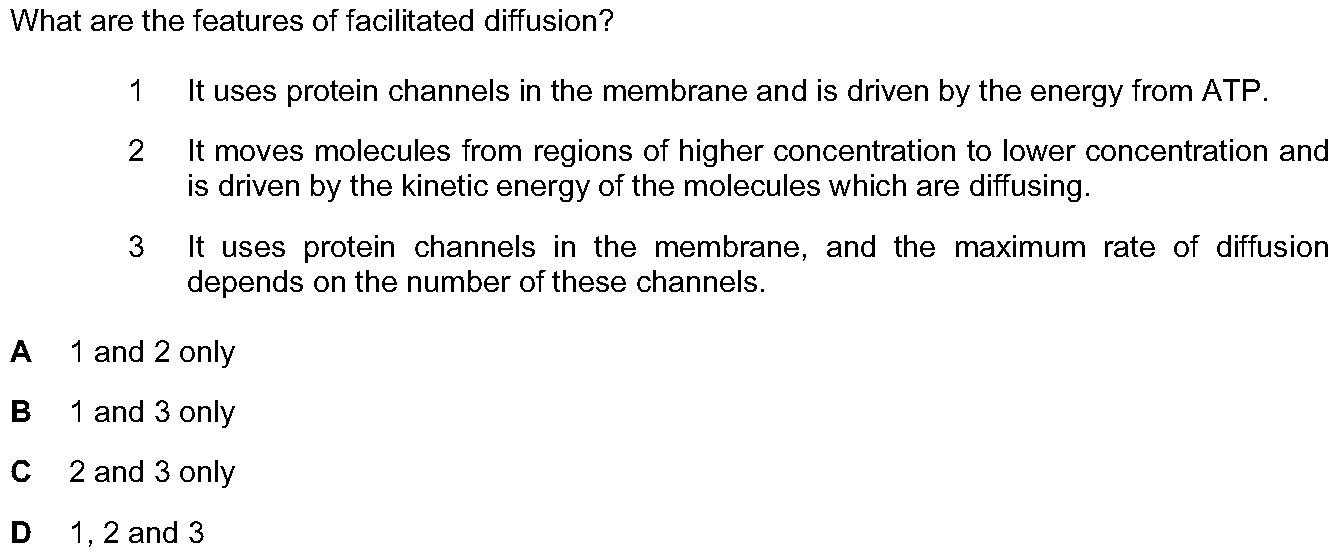 What are the features of facilitated diffusion?
1 It uses protein channels in the membrane and is driven by the energy from ATP.
2 It moves molecules from regions of higher concentration to lower concentration and
is driven by the kinetic energy of the molecules which are diffusing.
3 It uses protein channels in the membrane, and the maximum rate of diffusion
depends on the number of these channels.
A 1 and 2 only
B 1 and 3 only
C 2 and 3 only
D 1, 2 and 3